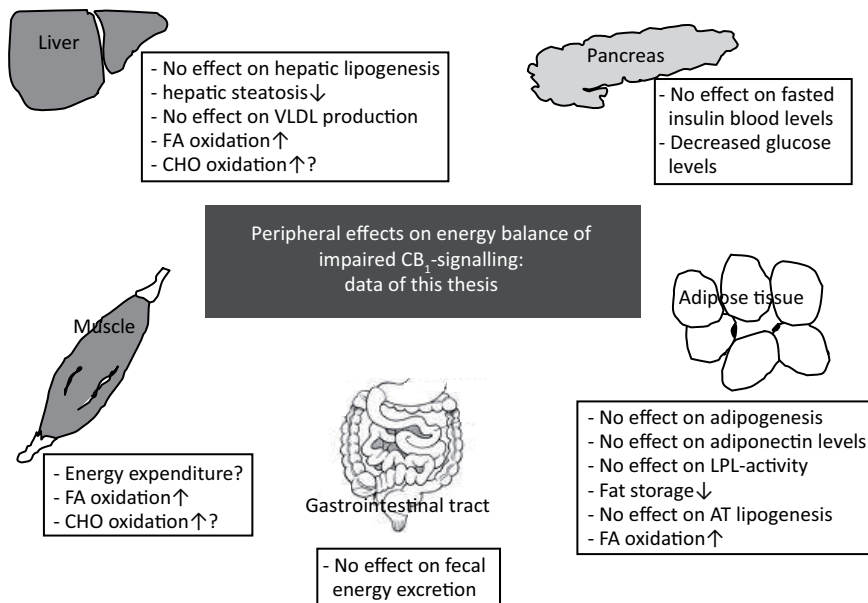 Liver
- No effect on hepatic lipogenesis
- hepatic steatosis↓
- No effect on VLDL production
- FA oxidation↑
- CHO oxidation↑?
Pancreas
- No effect on fasted
insulin blood levels
- Decreased glucose
levels
Peripheral effects on energy balance of
impaired CB₁-signalling:
data of this thesis
Muscle
- Energy expenditure?
- FA oxidation↑
- CHO oxidation↑?
Gastrointestinal tract
- No effect on fecal
energy excretion
Adipose tissue
- No effect on adipogenesis
- No effect on adiponectin levels
- No effect on LPL-activity
- Fat storage↓
- No effect on AT lipogenesis
- FA oxidation↑